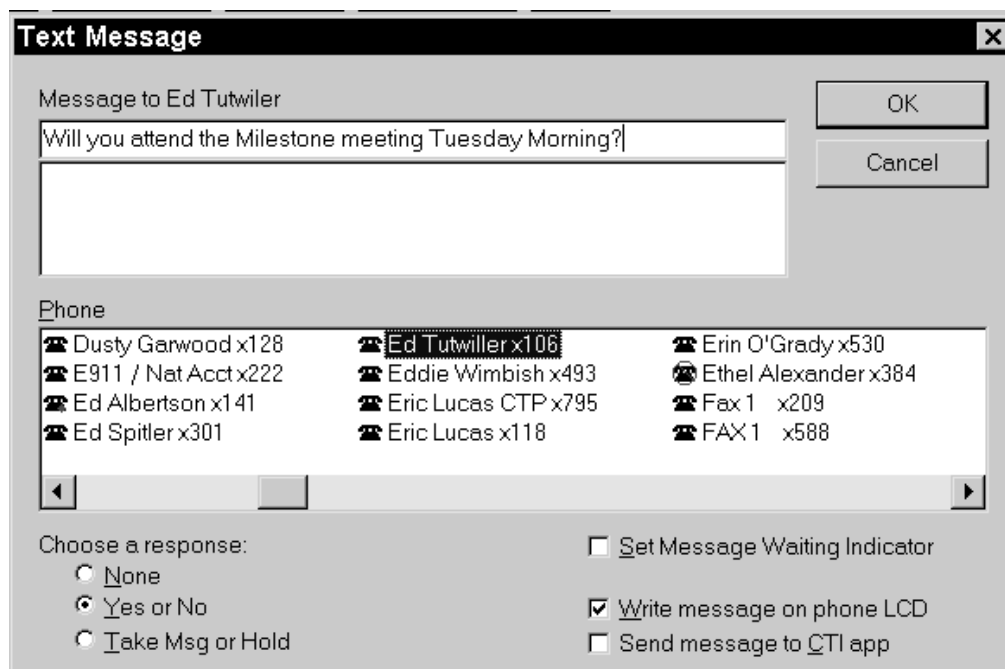 Text Message
Message to Ed Tutwiler
OK
Will you attend the Milestone meeting Tuesday Morning?
Cancel
Phone
Dusty Garwood x128 Ed Tutwiller x106 Erin O'Grady x530
E911 / Nat Acct x222 Eddie Wimbish x493 Ethel Alexander x384
Ed Albertson x141 Eric Lucas CTP x795 Fax 1 x209
Ed Spitler x301 Eric Lucas x118 FAX 1 x588
Choose a response:
None
Yes or No
Take Msg or Hold
Set Message Waiting Indicator
Write message on phone LCD
Send message to CTI app